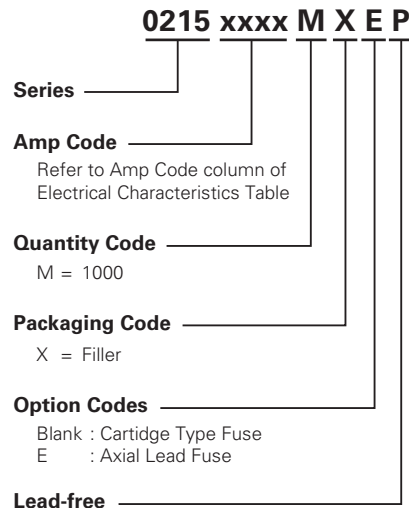 0215 xxxx M X E P
Series
Amp Code
Refer to Amp Code column of
Electrical Characteristics Table
Quantity Code
M = 1000
Packaging Code
X = Filler
Option Codes
Blank : Cartidge Type Fuse
E : Axial Lead Fuse
Lead-free